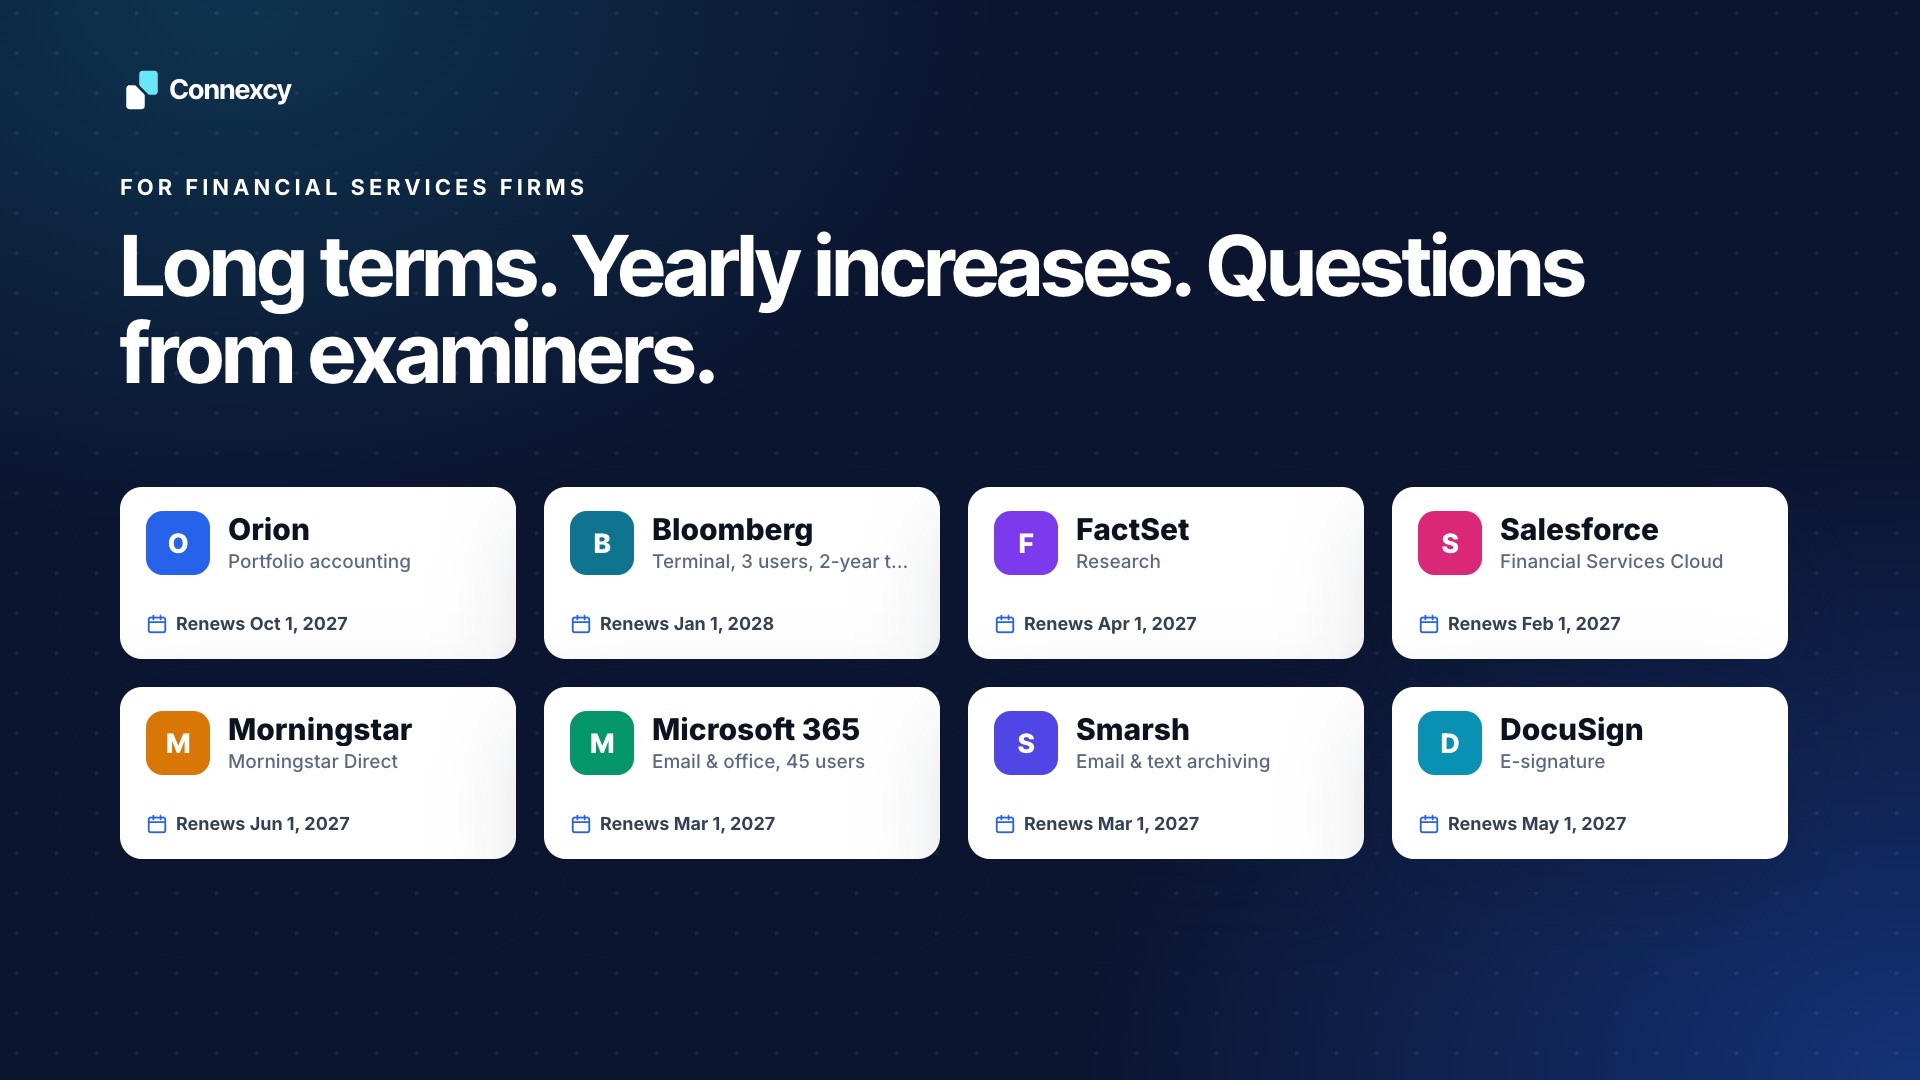 Connexcy
FOR FINANCIAL SERVICES FIRMS
Long terms. Yearly increases. Questions
from examiners.
O
Orion
Portfolio accounting
Renews Oct 1, 2027
B
Bloomberg
Terminal, 3 users, 2-year t...
Renews Jan 1, 2028
F
FactSet
Research
Renews Apr 1, 2027
S
Salesforce
Financial Services Cloud
Renews Feb 1, 2027
M
Morningstar
Morningstar Direct
Renews Jun 1, 2027
M
Microsoft 365
Email & office, 45 users
Renews Mar 1, 2027
S
Smarsh
Email & text archiving
Renews Mar 1, 2027
D
DocuSign
E-signature
Renews May 1, 2027